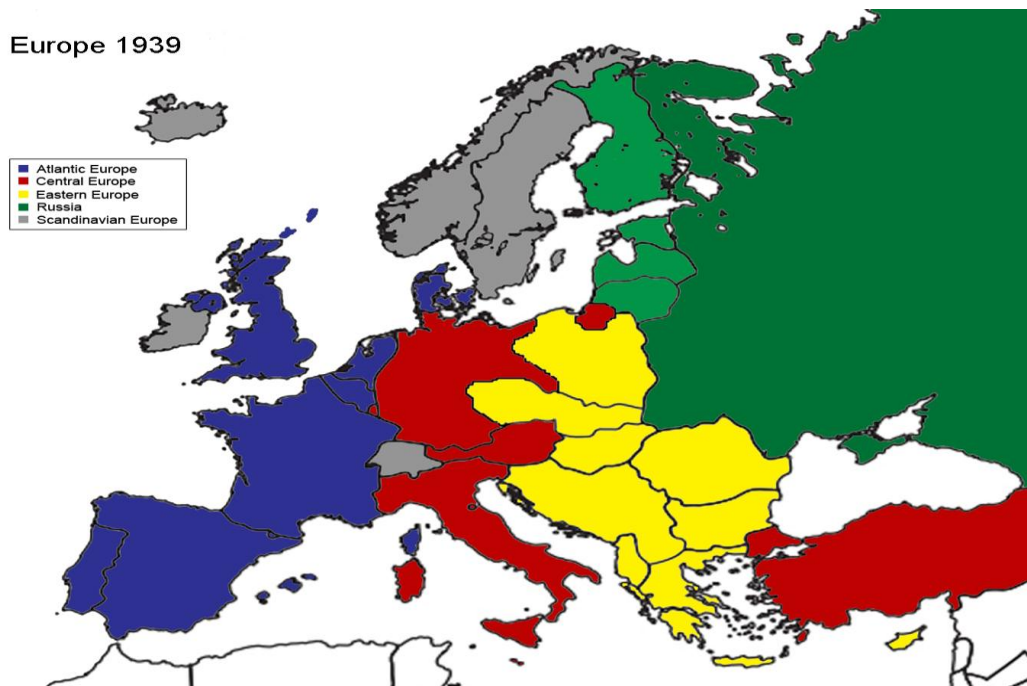 Europe 1939
Atlantic Europe
Central Europe
Eastern Europe
Russia
Scandinavian Europe